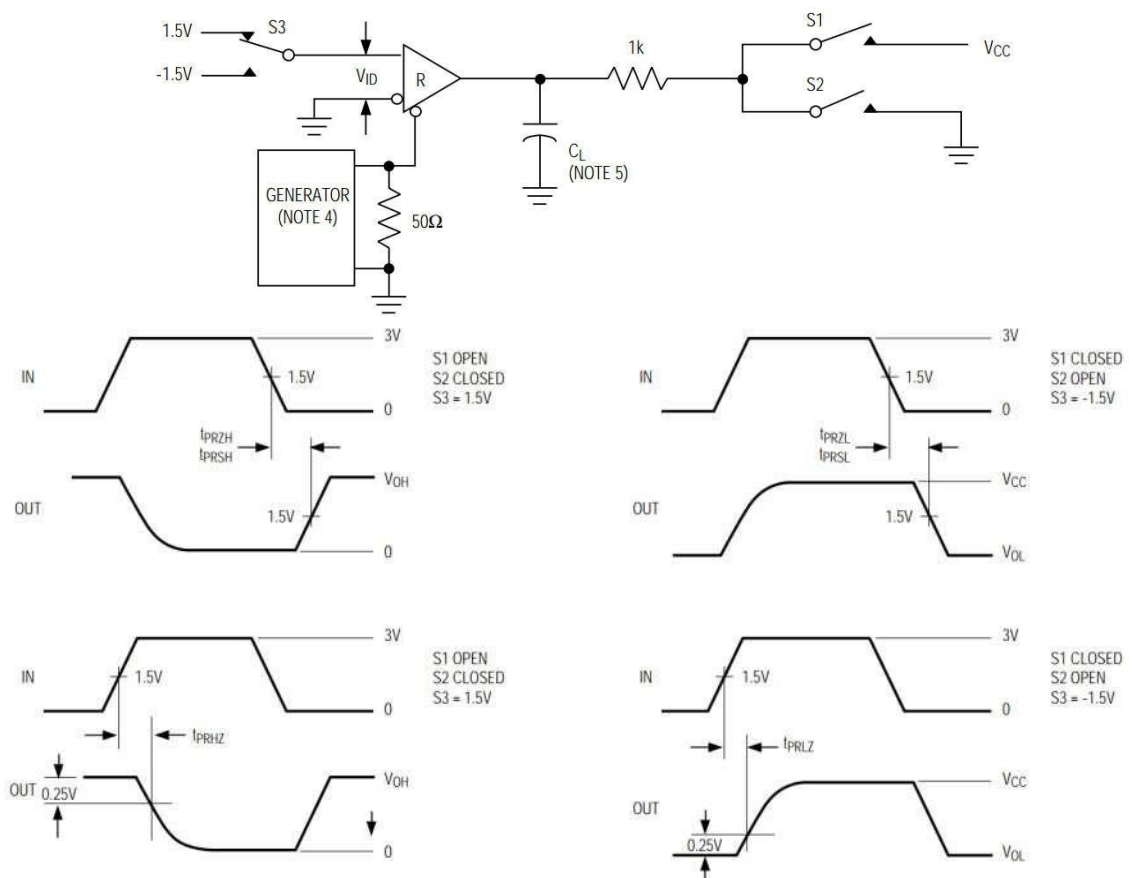 1.5V
S3
-1.5V
VID
R
GENERATOR
(NOTE 4)
50Ω
CL
(NOTE 5)
1k
S1
VCC
S2
IN
3V
1.5V
0
S1 OPEN
S2 CLOSED
S3 = 1.5V
tPRZH
tPRSH
OUT
VOH
1.5V
0
IN
3V
1.5V
0
S1 CLOSED
S2 OPEN
S3 = -1.5V
tPRZL
tPRSL
OUT
VCC
1.5V
VOL
IN
3V
1.5V
0
S1 OPEN
S2 CLOSED
S3 = 1.5V
tPRHZ
OUT
0.25V
VOH
0
IN
3V
1.5V
0
S1 CLOSED
S2 OPEN
S3 = -1.5V
tPRLZ
OUT
0.25V
VCC
VOL